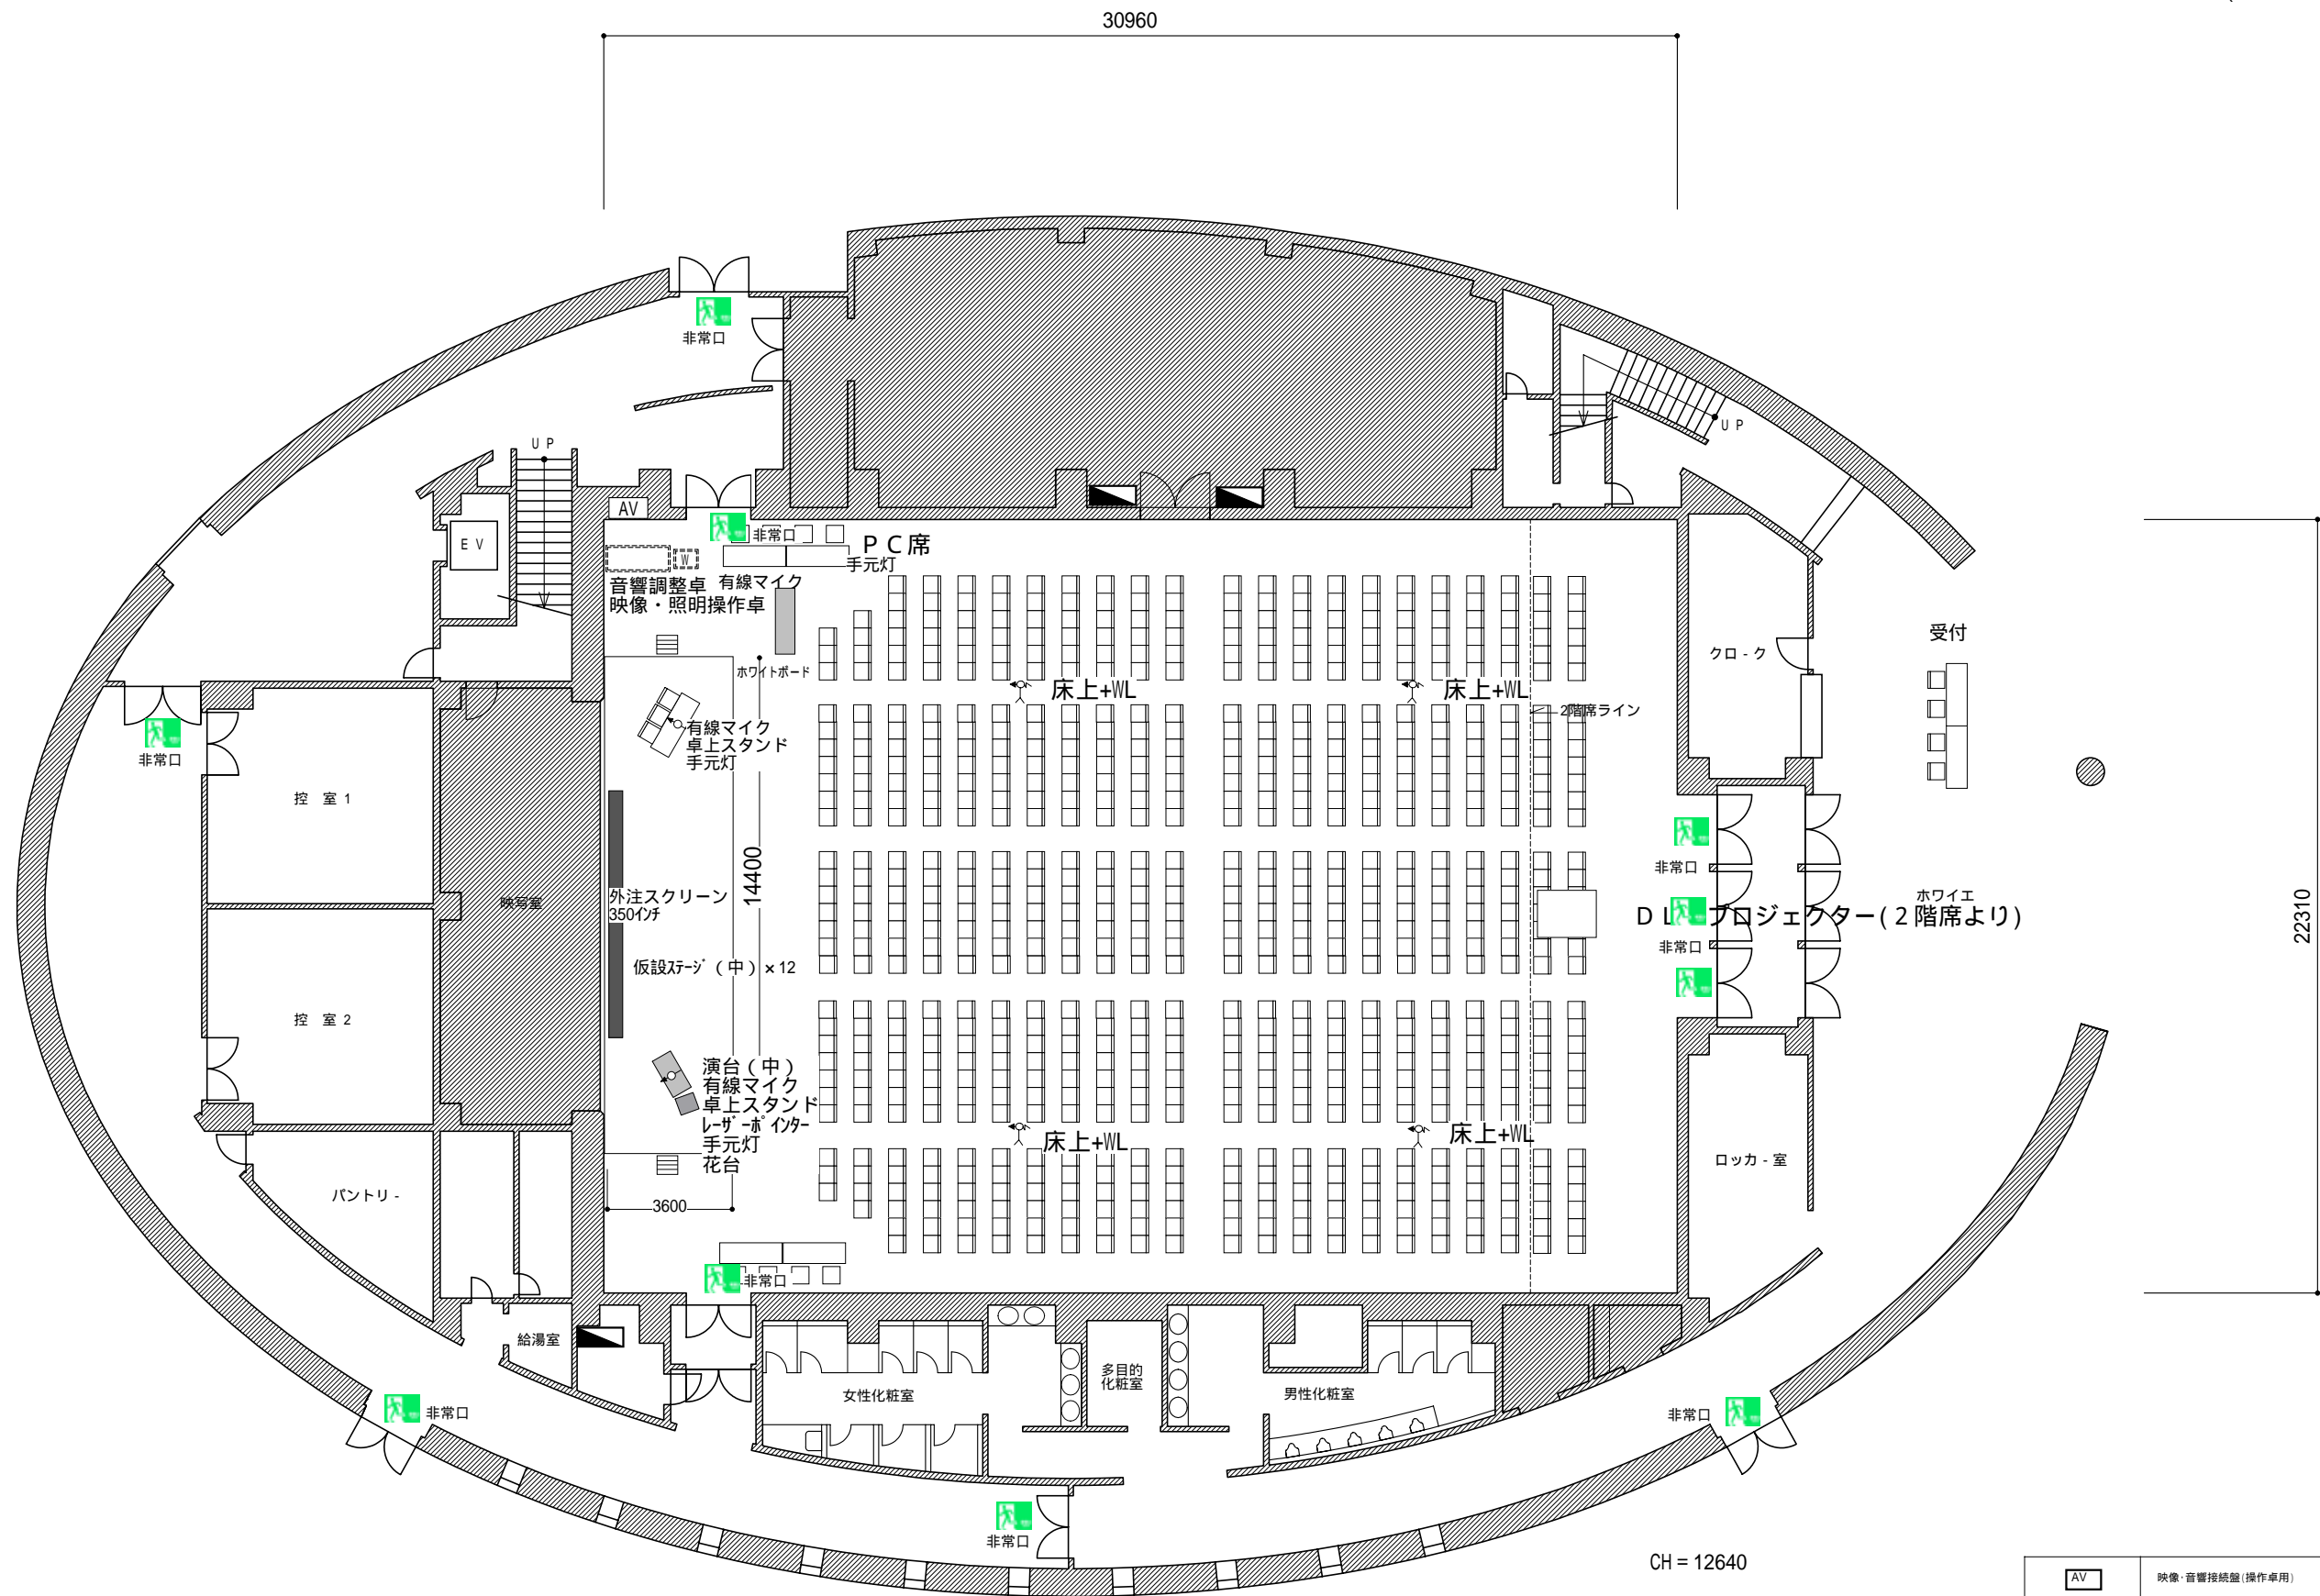 30960
非常口
UP
UP
AV
EV
非常口
PC席
手元灯
W
音響調整卓
有線マイク
映像・照明操作卓
ホワイトボード
受付
クロ-ク
床上+WL
床上+WL
2階席ライン
有線マイク
卓上スタンド
手元灯
非常口
控 室 1
14400
外注スクリーン
350インチ
映写室
仮設ステージ(中)×12
非常口
ホワイエ
プロジェクター(2階席より)
非常口
22310
控 室 2
演台(中)
有線マイク
卓上スタンド
レーザーポインター
手元灯
花台
床上+WL
床上+WL
ロッカ-室
パントリ-
3600
非常口
給湯室
女性化粧室
多目的
化粧室
男性化粧室
非常口
非常口
非常口
CH = 12640
AV
映像・音響接続盤(操作卓用)